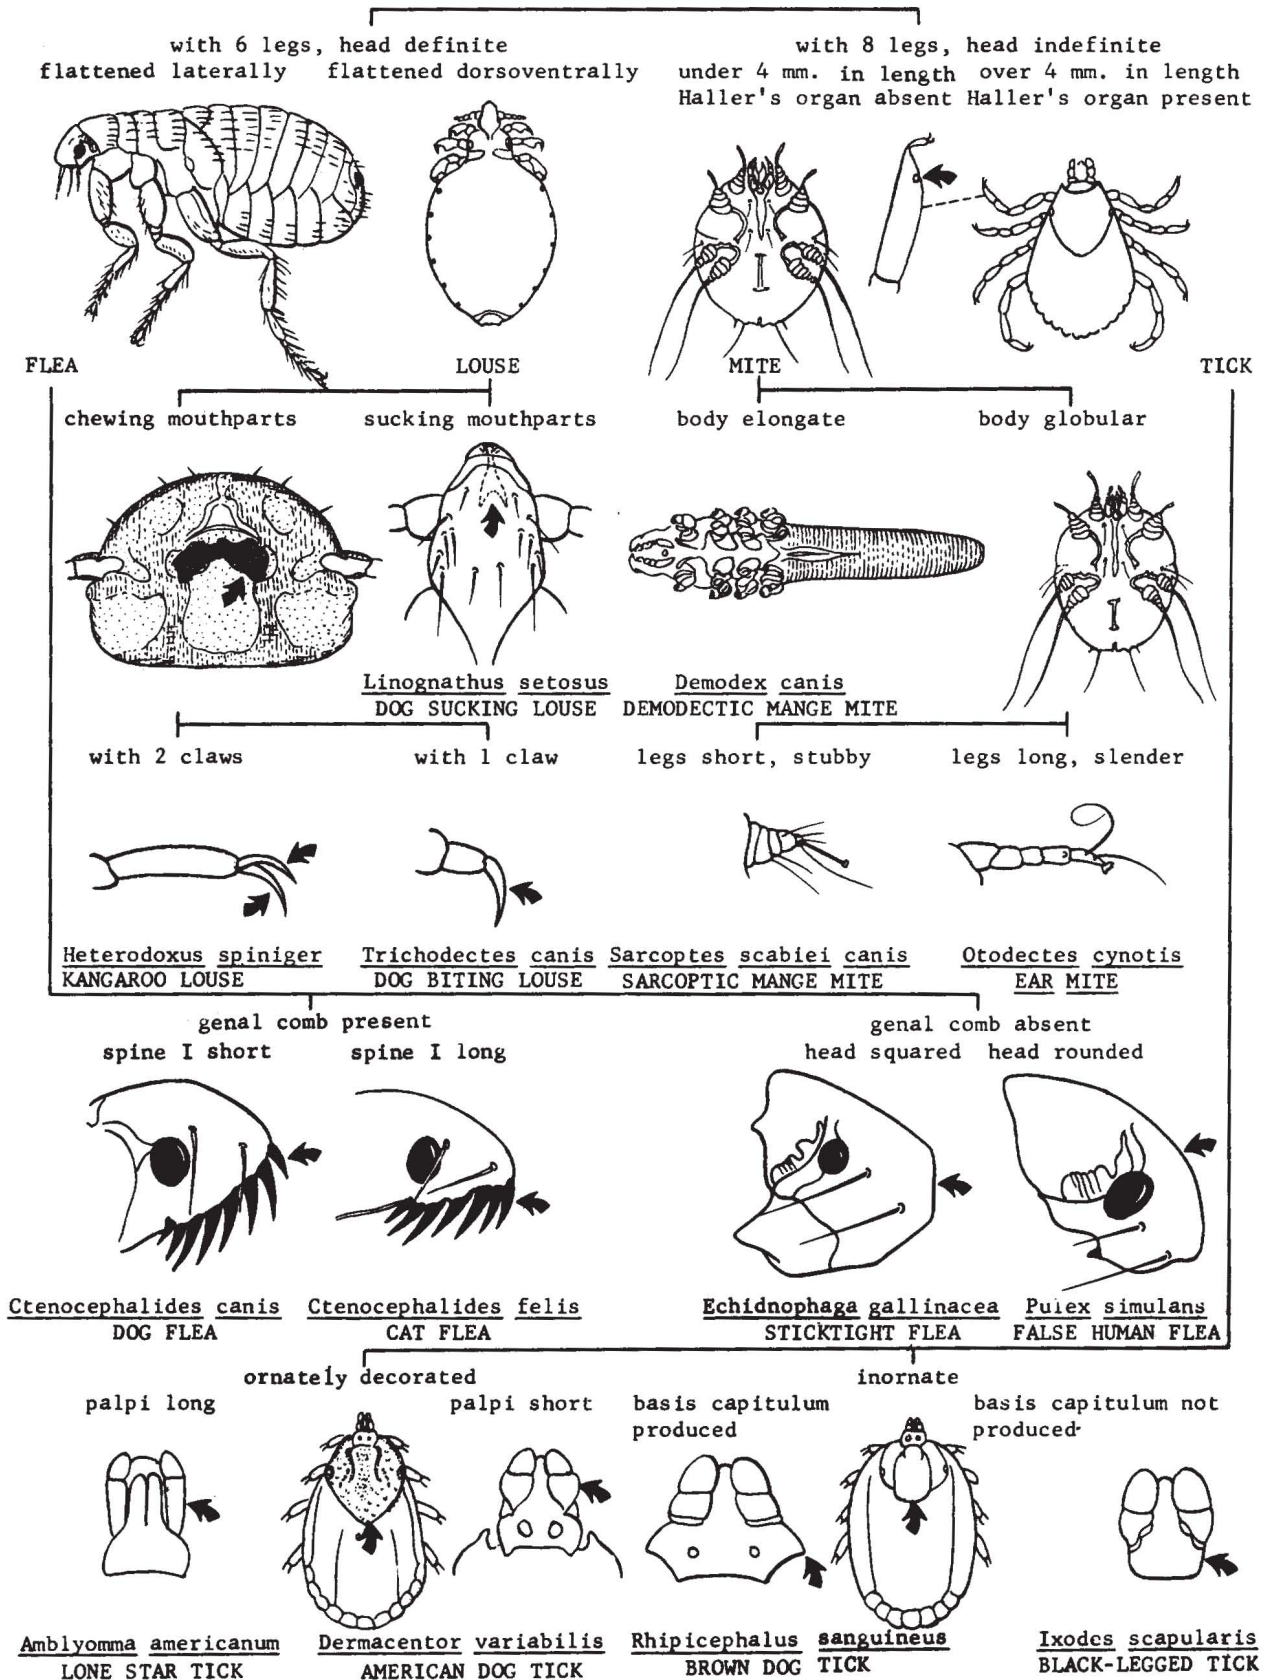 with 6 legs, head definite
with 8 legs, head indefinite
flattened laterally flattened dorsoventrally
under 4 mm. in length over 4 mm. in length
Haller's organ absent Haller's organ present
FLEA LOUSE MITE TICK
chewing mouthparts sucking mouthparts body elongate body globular
Linognathus setosus Demodex canis
DOG SUCKING LOUSE DEMODECTIC MANGE MITE
with 2 claws with 1 claw legs short, stubby legs long, slender
Heterodoxus spiniger Trichodectes canis Sarcoptes scabiei canis Otodectes cynotis
KANGAROO LOUSE DOG BITING LOUSE SARCOPTIC MANGE MITE EAR MITE
genal comb present genal comb absent
spine I short spine I long head squared head rounded
Ctenocephalides canis Ctenocephalides felis Echidnophaga gallinacea Pulex simulans
DOG FLEA CAT FLEA STICKTIGHT FLEA FALSE HUMAN FLEA
ornately decorated inornate
palpi long palpi short basis capitulum basis capitulum not
produced produced
Amblyomma americanum Dermacentor variabilis Rhipicephalus sanguineus Ixodes scapularis
LONE STAR TICK AMERICAN DOG TICK BROWN DOG TICK BLACK-LEGGED TICK